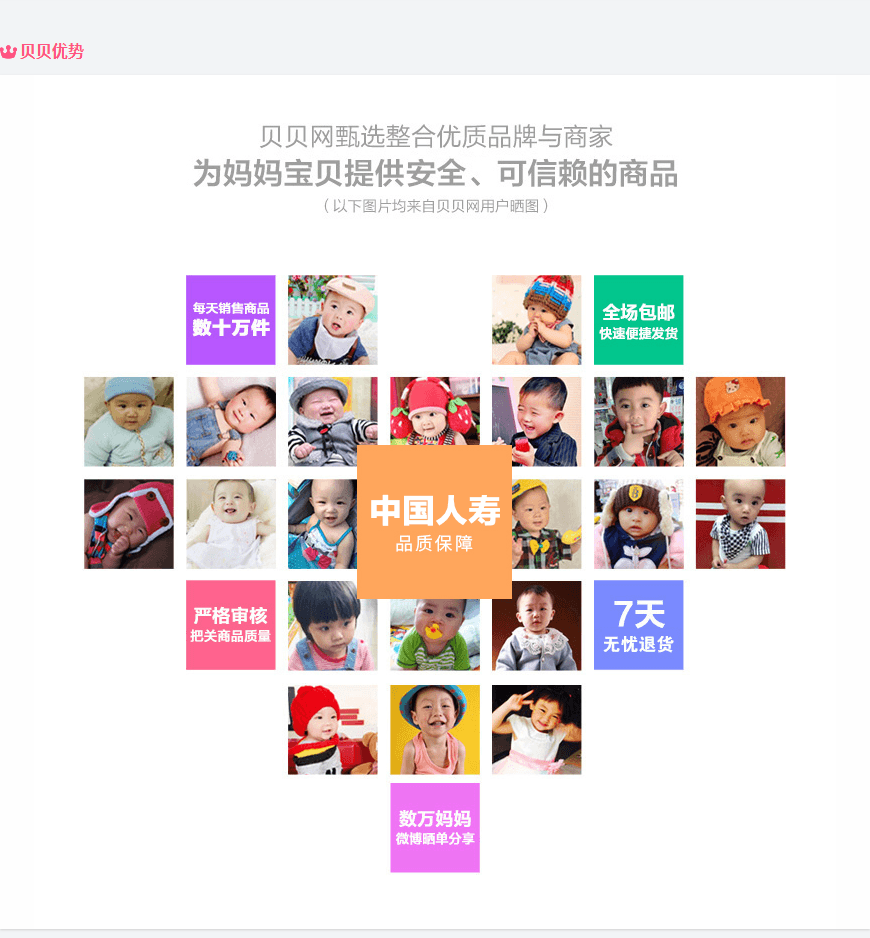 贝贝优势
贝贝网甄选整合优质品牌与商家
为妈妈宝贝提供安全、可信赖的商品
（以下图片均来自贝贝网用户晒图）
每天销售商品
数十万件
全场包邮
快速便捷发货
中国人寿
品质保障
严格审核
把关商品质量
7天
无忧退货
数万妈妈
微博晒单分享